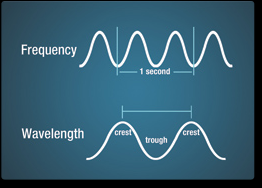 Frequency
1 second
Wavelength
crest
trough
crest